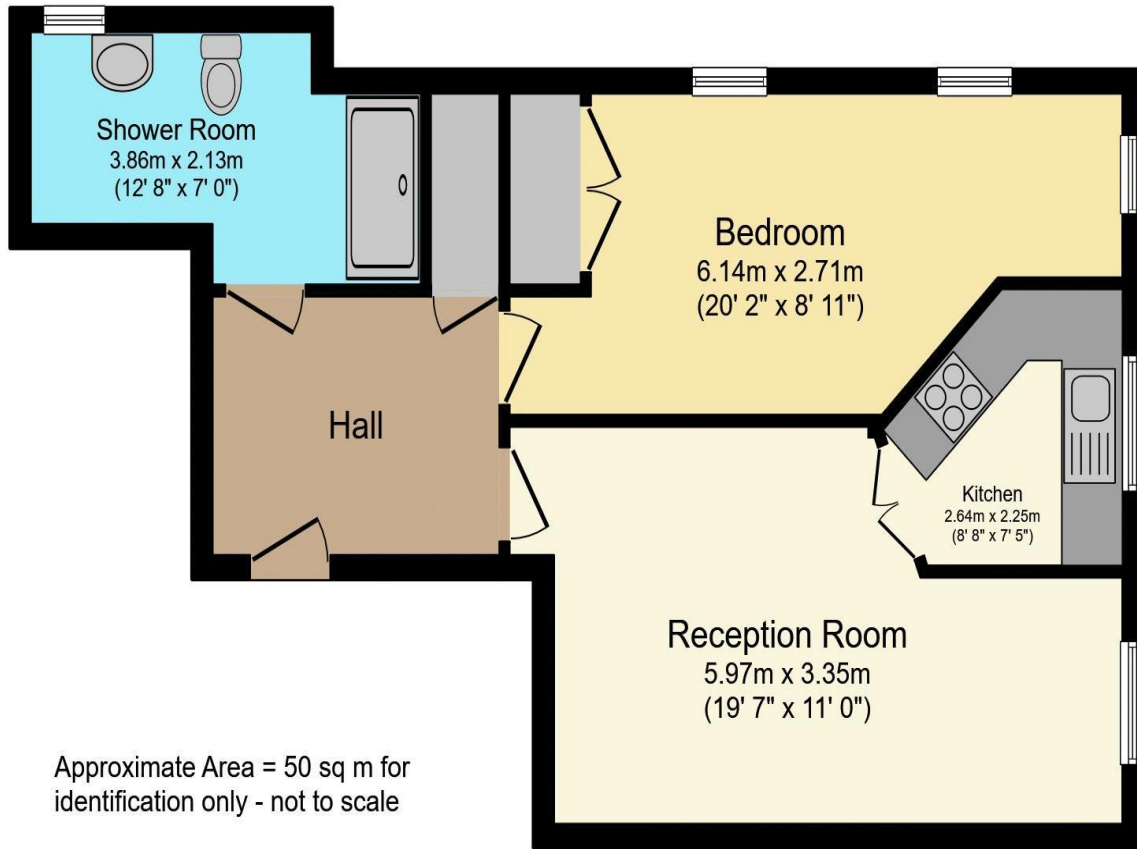 Shower Room
3.86m x 2.13m
(12' 8" x 7' 0")
Bedroom
6.14m x 2.71m
(20' 2" x 8' 11")
Hall
Kitchen
2.64m x 2.25m
(8' 8" x 7' 5")
Reception Room
5.97m x 3.35m
(19' 7" x 11' 0")
Approximate Area = 50 sq m for
identification only - not to scale